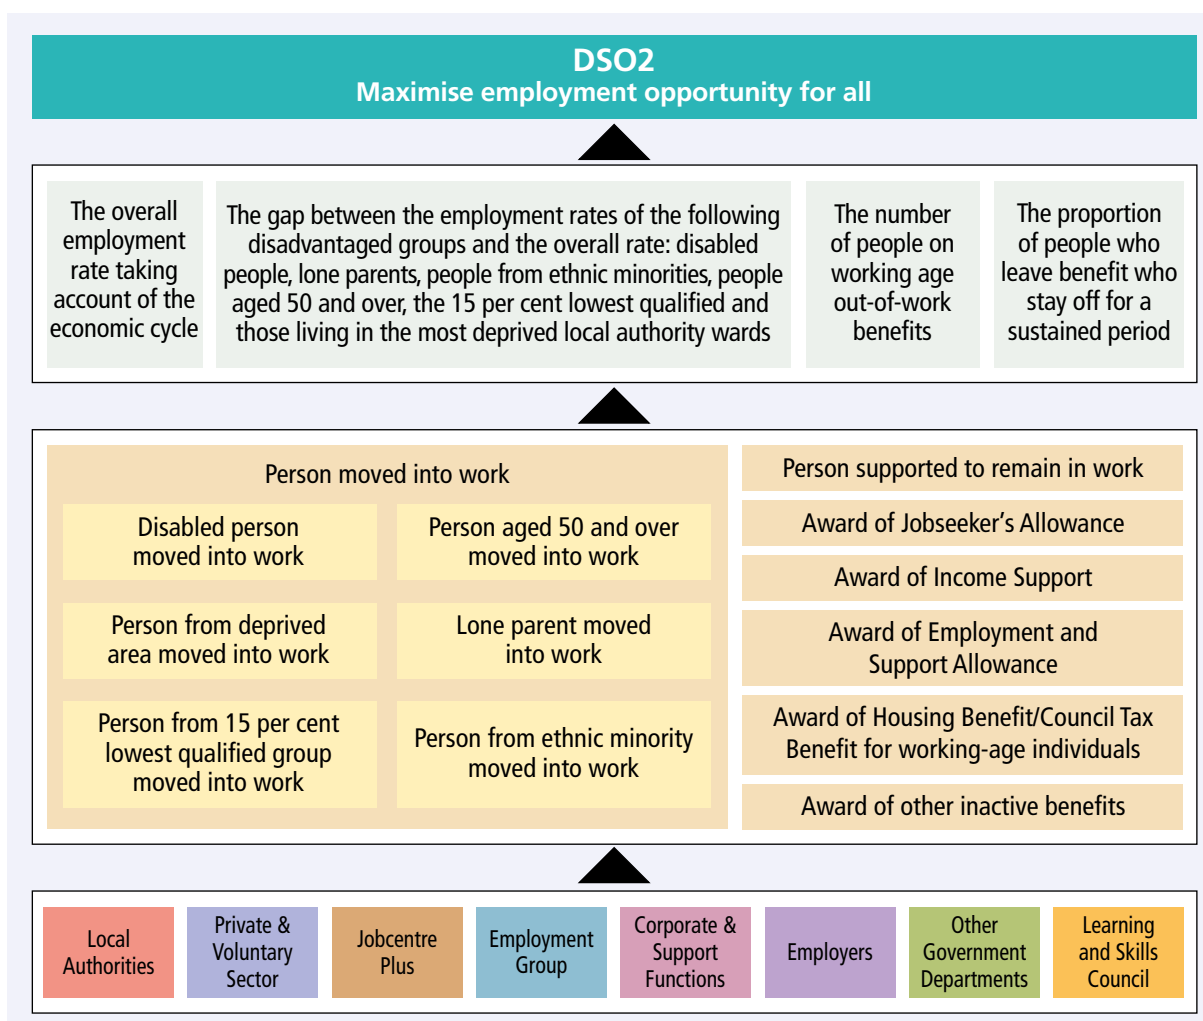 DSO2
Maximise employment opportunity for all
The overall
employment
rate taking
account of the
economic cycle
The gap between the employment rates of the following
disadvantaged groups and the overall rate: disabled
people, lone parents, people from ethnic minorities, people
aged 50 and over, the 15 per cent lowest qualified and
those living in the most deprived local authority wards
The number
of people on
working age
out-of-work
benefits
The proportion
of people who
leave benefit who
stay off for a
sustained period
Person moved into work
Disabled person
moved into work
Person aged 50 and over
moved into work
Person from deprived
area moved into work
Lone parent moved
into work
Person from 15 per cent
lowest qualified group
moved into work
Person from ethnic minority
moved into work
Person supported to remain in work
Award of Jobseeker's Allowance
Award of Income Support
Award of Employment and
Support Allowance
Award of Housing Benefit/Council Tax
Benefit for working-age individuals
Award of other inactive benefits
Local
Authorities
Private &
Voluntary
Sector
Jobcentre
Plus
Employment
Group
Corporate &
Support
Functions
Employers
Other
Government
Departments
Learning
and Skills
Council